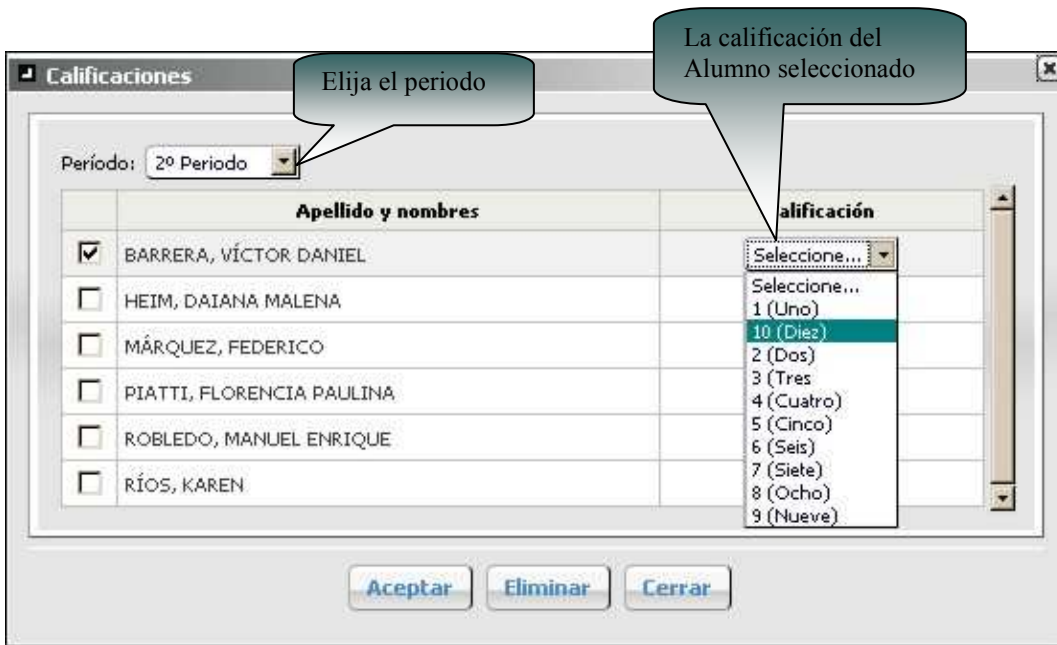 La calificación del
Alumno seleccionado
Calificaciones
Elija el periodo
Período: 2º Periodo
Apellido y nombres
alificación
BARRERA, VÍCTOR DANIEL
Seleccione...
HEIM, DAIANA MALENA
MÁRQUEZ, FEDERICO
PIATTI, FLORENCIA PAULINA
ROBLEDO, MANUEL ENRIQUE
RÍOS, KAREN
Seleccione...
1 (Uno)
10 (Diez)
2 (Dos)
3 (Tres
4 (Cuatro)
5 (Cinco)
6 (Seis)
7 (Siete)
8 (Ocho)
9 (Nueve)
Aceptar
Eliminar
Cerrar